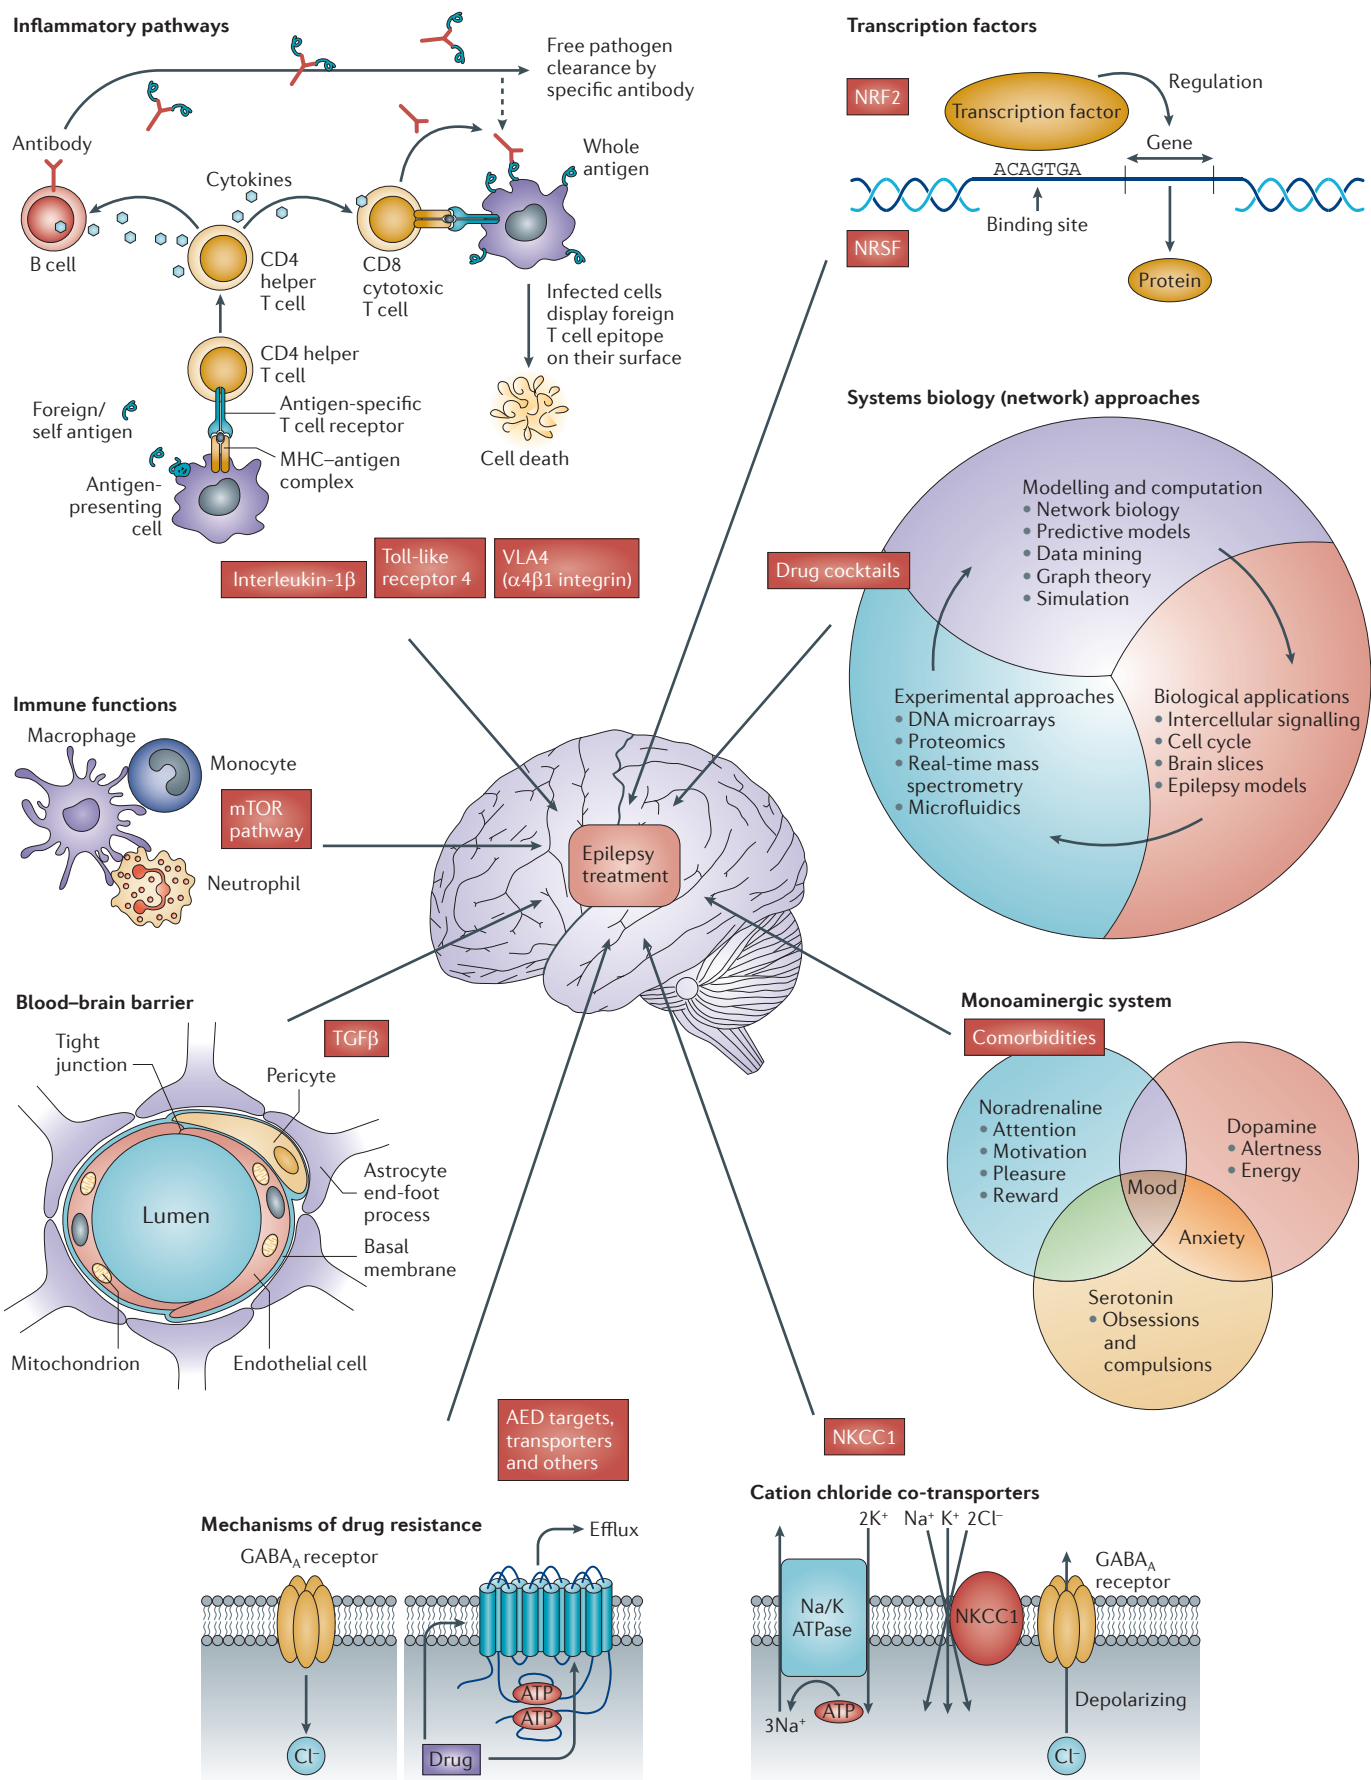 Inflammatory pathways
Free pathogen
clearance by
specific antibody
Antibody
Cytokines
Whole
antigen
B cell
CD4
helper
T cell
CD8
cytotoxic
T cell
Infected cells
display foreign
T cell epitope
on their surface
CD4 helper
T cell
Foreign/
self antigen
Antigen-specific
T cell receptor
MHC–antigen
complex
Antigen-
presenting
cell
Cell death
Interleukin-1β
Toll-like
receptor 4
VLA4
(α4β1 integrin)
Transcription factors
NRF2
Transcription factor
Regulation
Gene
ACAGTGA
Binding site
NRSF
Protein
Systems biology (network) approaches
Modelling and computation
• Network biology
• Predictive models
• Data mining
• Graph theory
• Simulation
Drug cocktails
Experimental approaches
• DNA microarrays
• Proteomics
• Real-time mass
spectrometry
• Microfluidics
Biological applications
• Intercellular signalling
• Cell cycle
• Brain slices
• Epilepsy models
Immune functions
Macrophage
Monocyte
mTOR
pathway
Neutrophil
Epilepsy
treatment
Blood–brain barrier
TGFβ
Tight
junction
Pericyte
Astrocyte
end-foot
process
Lumen
Basal
membrane
Mitochondrion
Endothelial cell
Monoaminergic system
Comorbidities
Noradrenaline
• Attention
• Motivation
• Pleasure
• Reward
Dopamine
• Alertness
• Energy
Mood
Anxiety
Serotonin
• Obsessions
and
compulsions
AED targets,
transporters
and others
NKCC1
Mechanisms of drug resistance
GABA_A receptor
Efflux
ATP
ATP
Cl⁻
Drug
Cation chloride co-transporters
2K⁺
Na⁺ K⁺ 2Cl⁻
GABA_A
receptor
Na/K
ATPase
NKCC1
3Na⁺
ATP
Depolarizing
Cl⁻